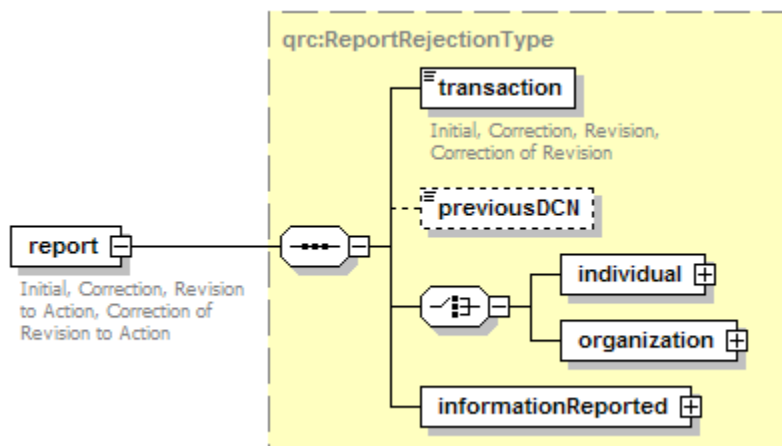 qrc:ReportRejectionType
transaction
Initial, Correction, Revision,
Correction of Revision
previousDCN
report
Initial, Correction, Revision
to Action, Correction of
Revision to Action
individual
organization
informationReported